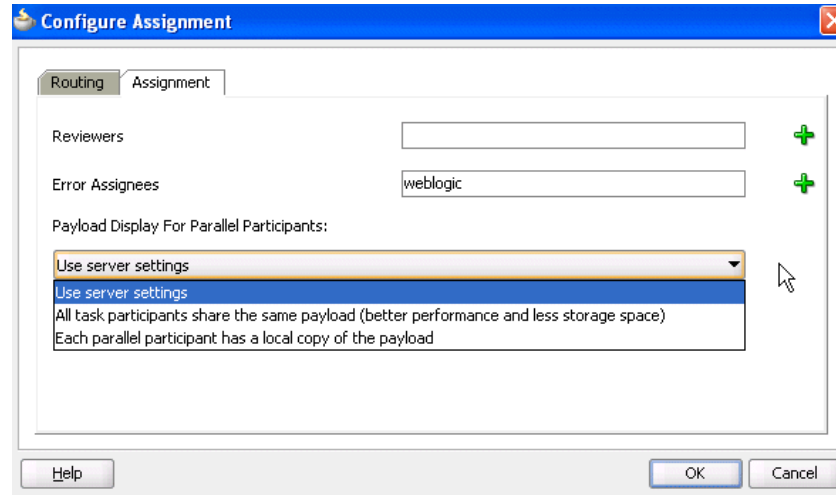 Configure Assignment
Routing Assignment
Reviewers
Error Assignees weblogic
Payload Display For Parallel Participants:
Use server settings
Use server settings
All task participants share the same payload (better performance and less storage space)
Each parallel participant has a local copy of the payload
Help OK Cancel